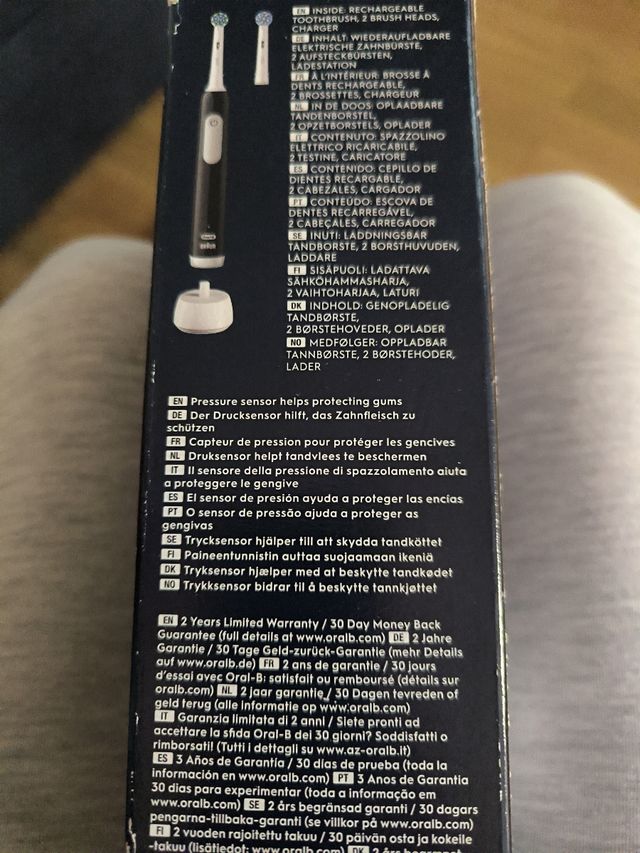 EN INSIDE: RECHARGEABLE
TOOTHBRUSH, 2 BRUSH HEADS,
CHARGER
DE INHALT: WIEDERAUFLADBARE
ELEKTRISCHE ZAHNBÜRSTE,
2 AUFSTECKBÜRSTEN,
LADESTATION
FR À L'INTÉRIEUR: BROSSE À
DENTS RECHARGEABLE,
2 BROSSETTES, CHARGEUR
NL IN DE DOOS: OPLAADBARE
TANDENBORSTEL,
2 OPZETBORSTELS, OPLADER
IT CONTENUTO: SPAZZOLINO
ELETTRICO RICARICABILE,
2 TESTINE, CARICATORE
ES CONTENIDO: CEPILLO DE
DIENTES RECARGABLE,
2 CABEZALES, CARGADOR
PT CONTEÚDO: ESCOVA DE
DENTES RECARREGÁVEL,
2 CABEÇALES, CARREGADOR
SE INUTI: LADDNINGSBAR
TANDBORSTE, 2 BORSTHUVUDEN,
LADDARE
FI SISÄPUOLI: LADATTAVA
SÄHKÖHAMMASHARJA,
2 VAIHTOHARJAA, LATURI
DK INDHOLD: GENOPLADELIG
TANDBØRSTE,
2 BØRSTEHOVEDER, OPLADER
NO MEDFØLGER: OPPLADBAR
TANNBØRSTE, 2 BØRSTEHODER,
LADER
EN Pressure sensor helps protecting gums
DE Der Drucksensor hilft, das Zahnfleisch zu
schützen
FR Capteur de pression pour protéger les gencives
NL Druksensor helpt tandvlees te beschermen
IT Il sensore della pressione di spazzolamento aiuta
a proteggere le gengive
ES El sensor de presión ayuda a proteger las encías
PT O sensor de pressão ajuda a proteger as
gengivas
SE Trycksensor hjälper till att skydda tandköttet
FI Paineentunnistin auttaa suojaamaan ikeniä
DK Tryksensor hjælper med at beskytte tandkødet
NO Trykksensor bidrar til å beskytte tannkjøttet
EN 2 Years Limited Warranty / 30 Day Money Back
Guarantee (full details at www.oralb.com) DE 2 Jahre
Garantie / 30 Tage Geld-zurück-Garantie (mehr Details
auf www.oralb.de) FR 2 ans de garantie / 30 jours
d'essai avec Oral-B: satisfait ou remboursé (détails sur
oralb.com) NL 2 jaar garantie / 30 Dagen tevreden of
geld terug (alle informatie op www.oralb.com)
IT Garanzia limitata di 2 anni / Siete pronti ad
accettare la sfida Oral-B dei 30 giorni? Soddisfatti o
rimborsati! (Tutti i dettagli su www.az-oralb.it)
ES 3 Años de Garantía / 30 días de prueba (toda la
información en www.oralb.com) PT 3 Anos de Garantia
30 dias para experimentar (toda a informação em
www.oralb.com) SE 2 års begränsad garanti / 30 dagars
pengarna-tillbaka-garanti (se villkor på www.oralb.com)
FI 2 vuoden rajoitettu takuu / 30 päivän osta ja kokeile
-takuu (lisätiedot: www.oralb.com) DK 2 års begrænset